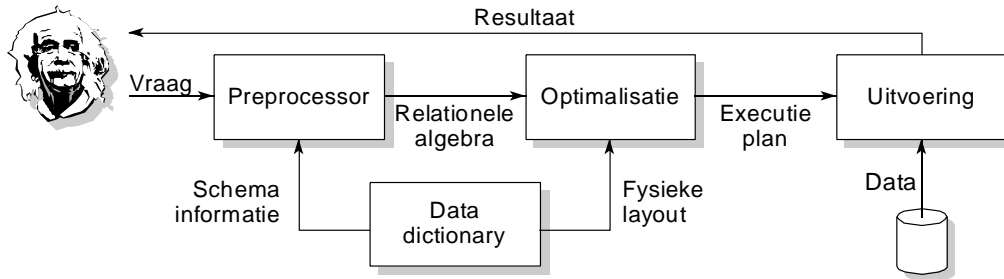 Resultaat
Vraag
Preprocessor
Relationele
algebra
Optimalisatie
Executie
plan
Uitvoering
Schema
informatie
Data
dictionary
Fysieke
layout
Data